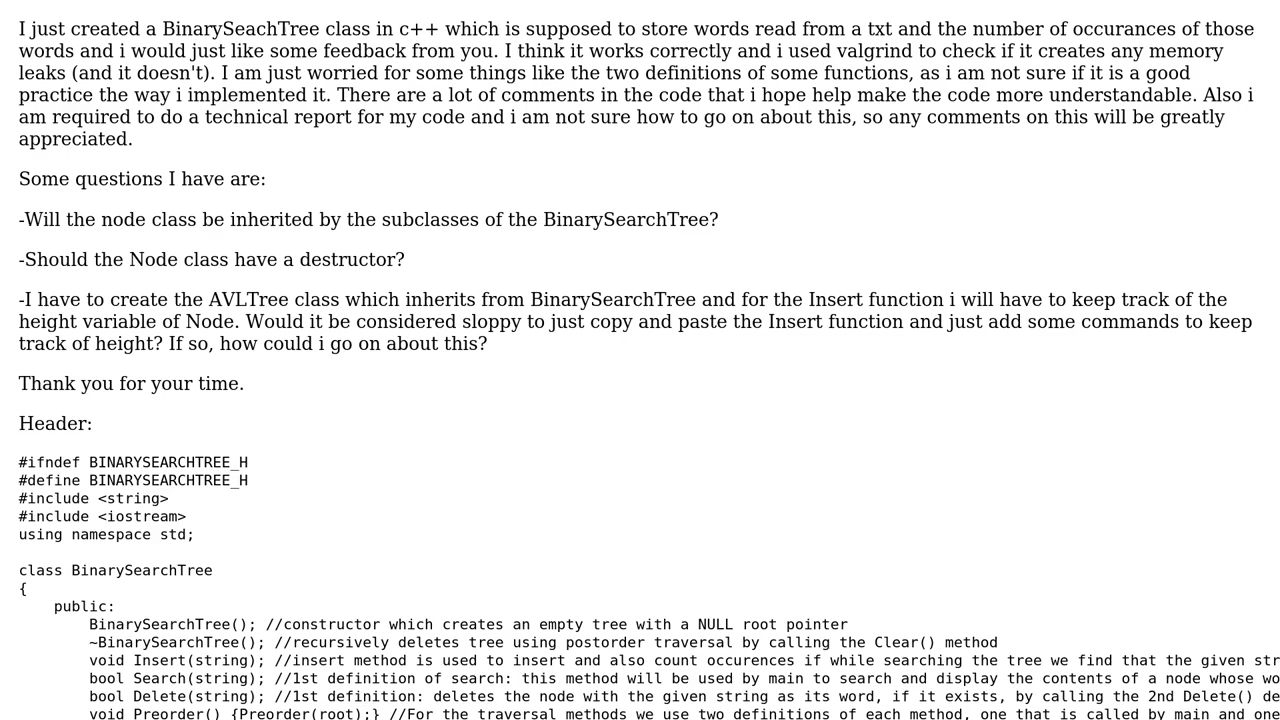 I just created a BinarySeachTree class in c++ which is supposed to store words read from a txt and the number of occurances of those
words and i would just like some feedback from you. I think it works correctly and i used valgrind to check if it creates any memory
leaks (and it doesn't). I am just worried for some things like the two definitions of some functions, as i am not sure if it is a good
practice the way i implemented it. There are a lot of comments in the code that i hope help make the code more understandable. Also i
am required to do a technical report for my code and i am not sure how to go on about this, so any comments on this will be greatly
appreciated.
Some questions I have are:
-Will the node class be inherited by the subclasses of the BinarySearchTree?
-Should the Node class have a destructor?
-I have to create the AVLTree class which inherits from BinarySearchTree and for the Insert function i will have to keep track of the
height variable of Node. Would it be considered sloppy to just copy and paste the Insert function and just add some commands to keep
track of height? If so, how could i go on about this?
Thank you for your time.
Header:
#ifndef BINARYSEARCHTREE_H
#define BINARYSEARCHTREE_H
#include <string>
#include <iostream>
using namespace std;
class BinarySearchTree
{
    public:
        BinarySearchTree(); //constructor which creates an empty tree with a NULL root pointer
        ~BinarySearchTree(); //recursively deletes tree using postorder traversal by calling the Clear() method
        void Insert(string); //insert method is used to insert and also count occurences if while searching the tree we find that the given str
        bool Search(string); //1st definition of search: this method will be used by main to search and display the contents of a node whose wo
        bool Delete(string); //1st definition: deletes the node with the given string as its word, if it exists, by calling the 2nd Delete() de
        void Preorder() {Preorder(root);} //For the traversal methods we use two definitions of each method, one that is called by main and one